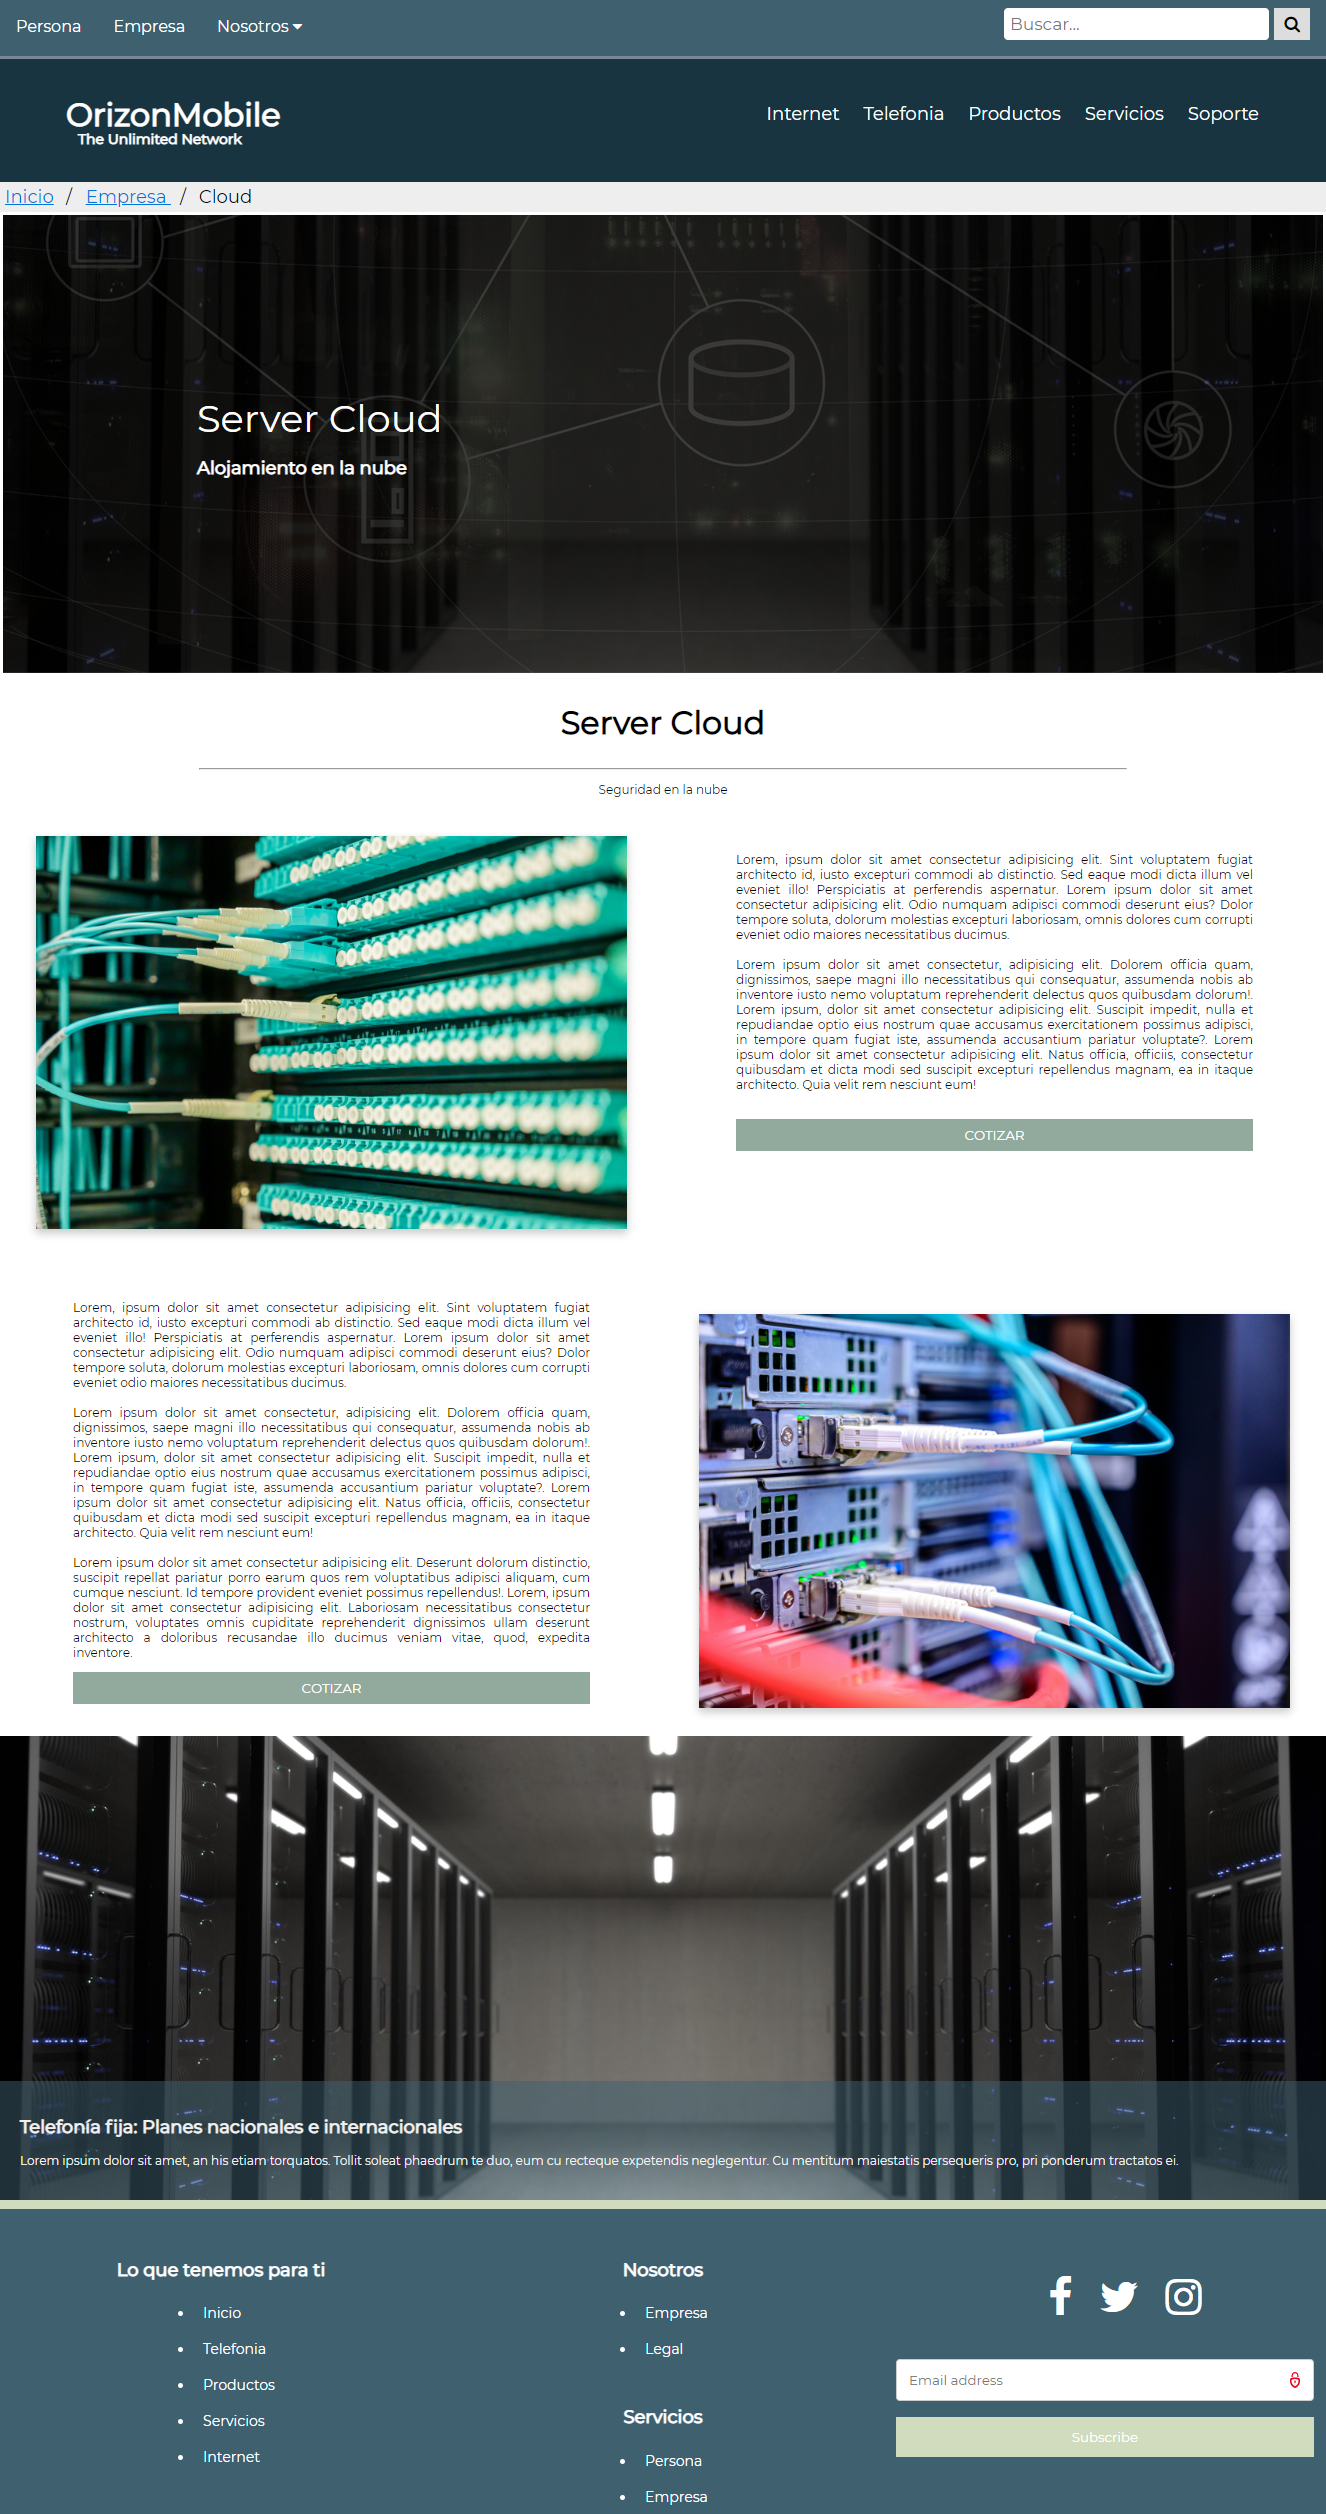 Persona Empresa Nosotros
Buscar...
OrizonMobile
The Unlimited Network
Internet Telefonia Productos Servicios Soporte
Inicio / Empresa / Cloud
Server Cloud
Alojamiento en la nube
Server Cloud
Seguridad en la nube
Lorem, ipsum dolor sit amet consectetur adipisicing elit. Sint voluptatem fugiat
architecto id, iusto excepturi commodi ab distinctio. Sed eaque modi dicta illum vel
eveniet illo! Perspiciatis at perferendis aspernatur. Lorem ipsum dolor sit amet
consectetur adipisicing elit. Odio numquam adipisci commodi deserunt eius? Dolor
tempore soluta, dolorum molestias excepturi laboriosam, omnis dolores cum corrupti
eveniet odio maiores necessitatibus ducimus.
Lorem ipsum dolor sit amet consectetur, adipisicing elit. Dolorem officia quam,
dignissimos, saepe magni illo necessitatibus qui consequatur, assumenda nobis ab
inventore iusto nemo voluptatum reprehenderit delectus quos quibusdam dolorum!.
Lorem ipsum, dolor sit amet consectetur adipisicing elit. Suscipit impedit, nulla et
repudiandae optio eius nostrum quae accusamus exercitationem possimus adipisci,
in tempore quam fugiat iste, assumenda accusantium pariatur voluptate?. Lorem
ipsum dolor sit amet consectetur adipisicing elit. Natus officia, officiis, consectetur
quibusdam et dicta modi sed suscipit excepturi repellendus magnam, ea in itaque
architecto. Quia velit rem nesciunt eum!
COTIZAR
Lorem, ipsum dolor sit amet consectetur adipisicing elit. Sint voluptatem fugiat
architecto id, iusto excepturi commodi ab distinctio. Sed eaque modi dicta illum vel
eveniet illo! Perspiciatis at perferendis aspernatur. Lorem ipsum dolor sit amet
consectetur adipisicing elit. Odio numquam adipisci commodi deserunt eius? Dolor
tempore soluta, dolorum molestias excepturi laboriosam, omnis dolores cum corrupti
eveniet odio maiores necessitatibus ducimus.
Lorem ipsum dolor sit amet consectetur, adipisicing elit. Dolorem officia quam,
dignissimos, saepe magni illo necessitatibus qui consequatur, assumenda nobis ab
inventore iusto nemo voluptatum reprehenderit delectus quos quibusdam dolorum!.
Lorem ipsum, dolor sit amet consectetur adipisicing elit. Suscipit impedit, nulla et
repudiandae optio eius nostrum quae accusamus exercitationem possimus adipisci,
in tempore quam fugiat iste, assumenda accusantium pariatur voluptate?. Lorem
ipsum dolor sit amet consectetur adipisicing elit. Natus officia, officiis, consectetur
quibusdam et dicta modi sed suscipit excepturi repellendus magnam, ea in itaque
architecto. Quia velit rem nesciunt eum!
Lorem ipsum dolor sit amet consectetur adipisicing elit. Deserunt dolorum distinctio,
suscipit repellat pariatur porro earum quos rem voluptatibus adipisci aliquam, cum
cumque nesciunt. Id tempore provident eveniet possimus repellendus!. Lorem, ipsum
dolor sit amet consectetur adipisicing elit. Laboriosam necessitatibus consectetur
nostrum, voluptates omnis cupiditate reprehenderit dignissimos ullam deserunt
architecto a doloribus recusandae illo ducimus veniam vitae, quod, expedita
inventore.
COTIZAR
Telefonía fija: Planes nacionales e internacionales
Lorem ipsum dolor sit amet, an his etiam torquatos. Tollit soleat phaedrum te duo, eum cu recteque expetendis neglegentur. Cu mentitum maiestatis persequeris pro, pri ponderum tractatos ei.
Lo que tenemos para ti
Inicio
Telefonia
Productos
Servicios
Internet
Nosotros
Empresa
Legal
Servicios
Persona
Empresa
Email address
Subscribe